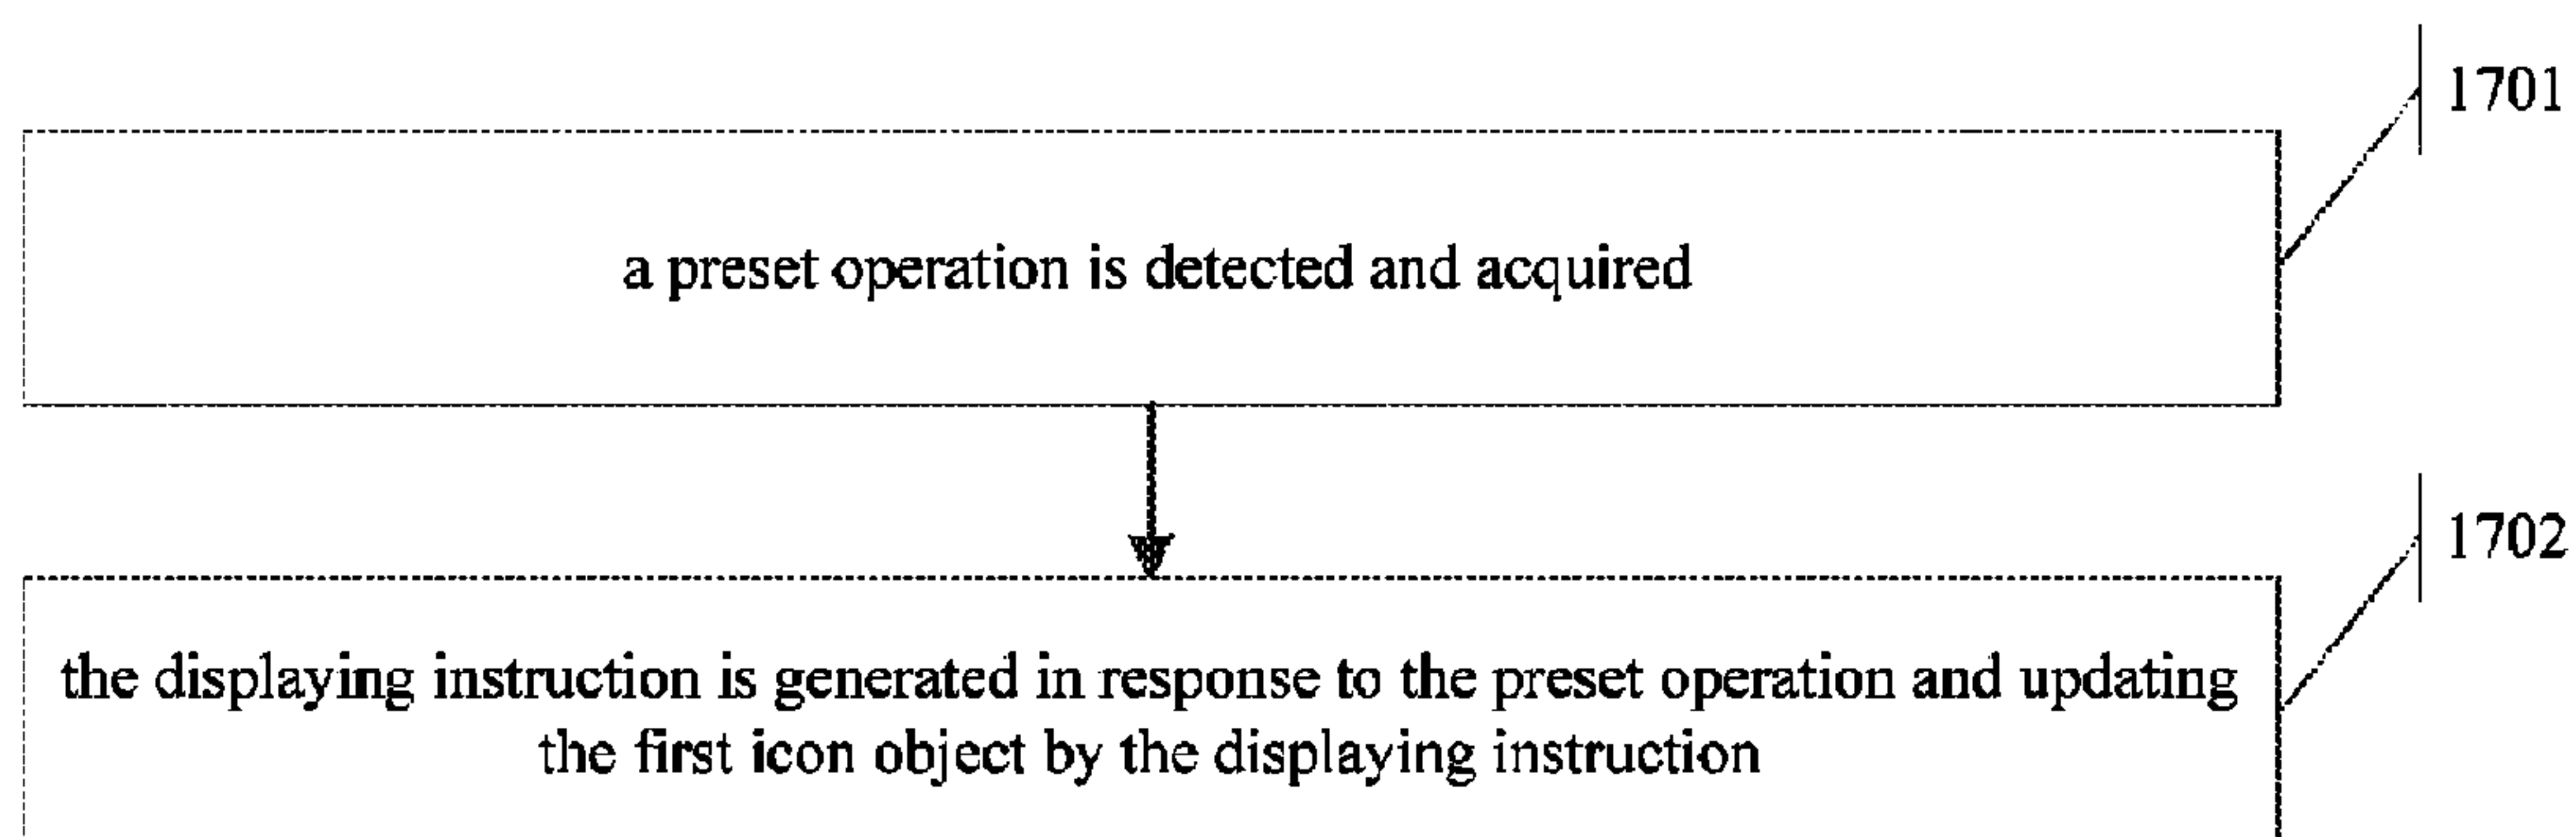 1701
a preset operation is detected and acquired
1702
the displaying instruction is generated in response to the preset operation and updating
the first icon object by the displaying instruction